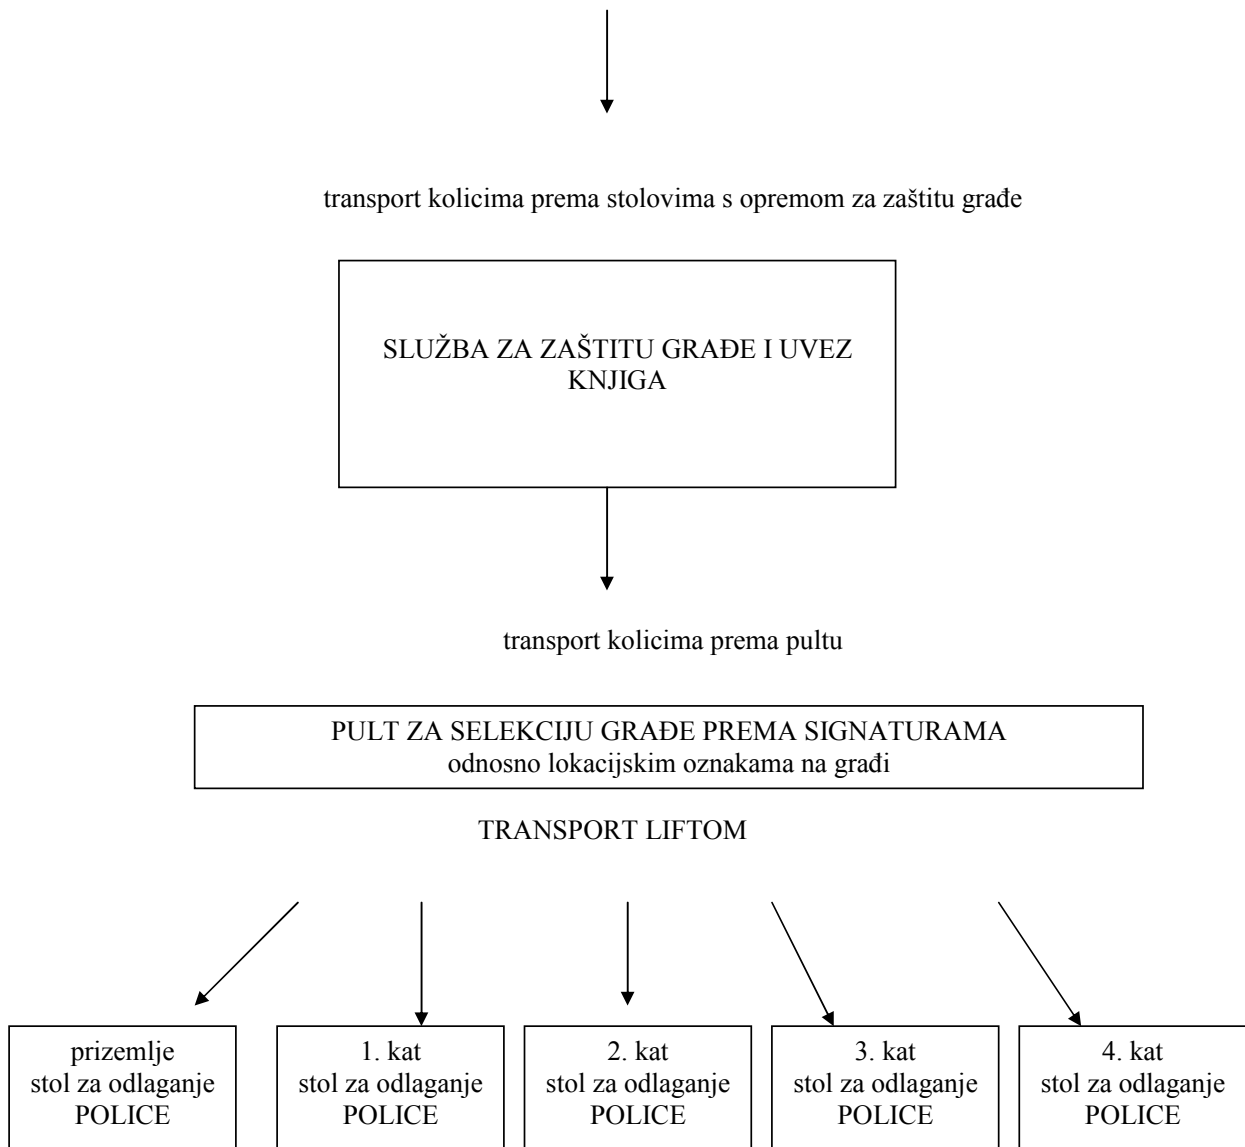 transport kolicima prema stolovima s opremom za zaštitu građe
SLUŽBA ZA ZAŠTITU GRAĐE I UVEZ
KNJIGA
transport kolicima prema pultu
PULT ZA SELEKCIJU GRAĐE PREMA SIGNATURAMA
odnosno lokacijskim oznakama na građi
TRANSPORT LIFTOM
prizemlje
stol za odlaganje
POLICE
1. kat
stol za odlaganje
POLICE
2. kat
stol za odlaganje
POLICE
3. kat
stol za odlaganje
POLICE
4. kat
stol za odlaganje
POLICE